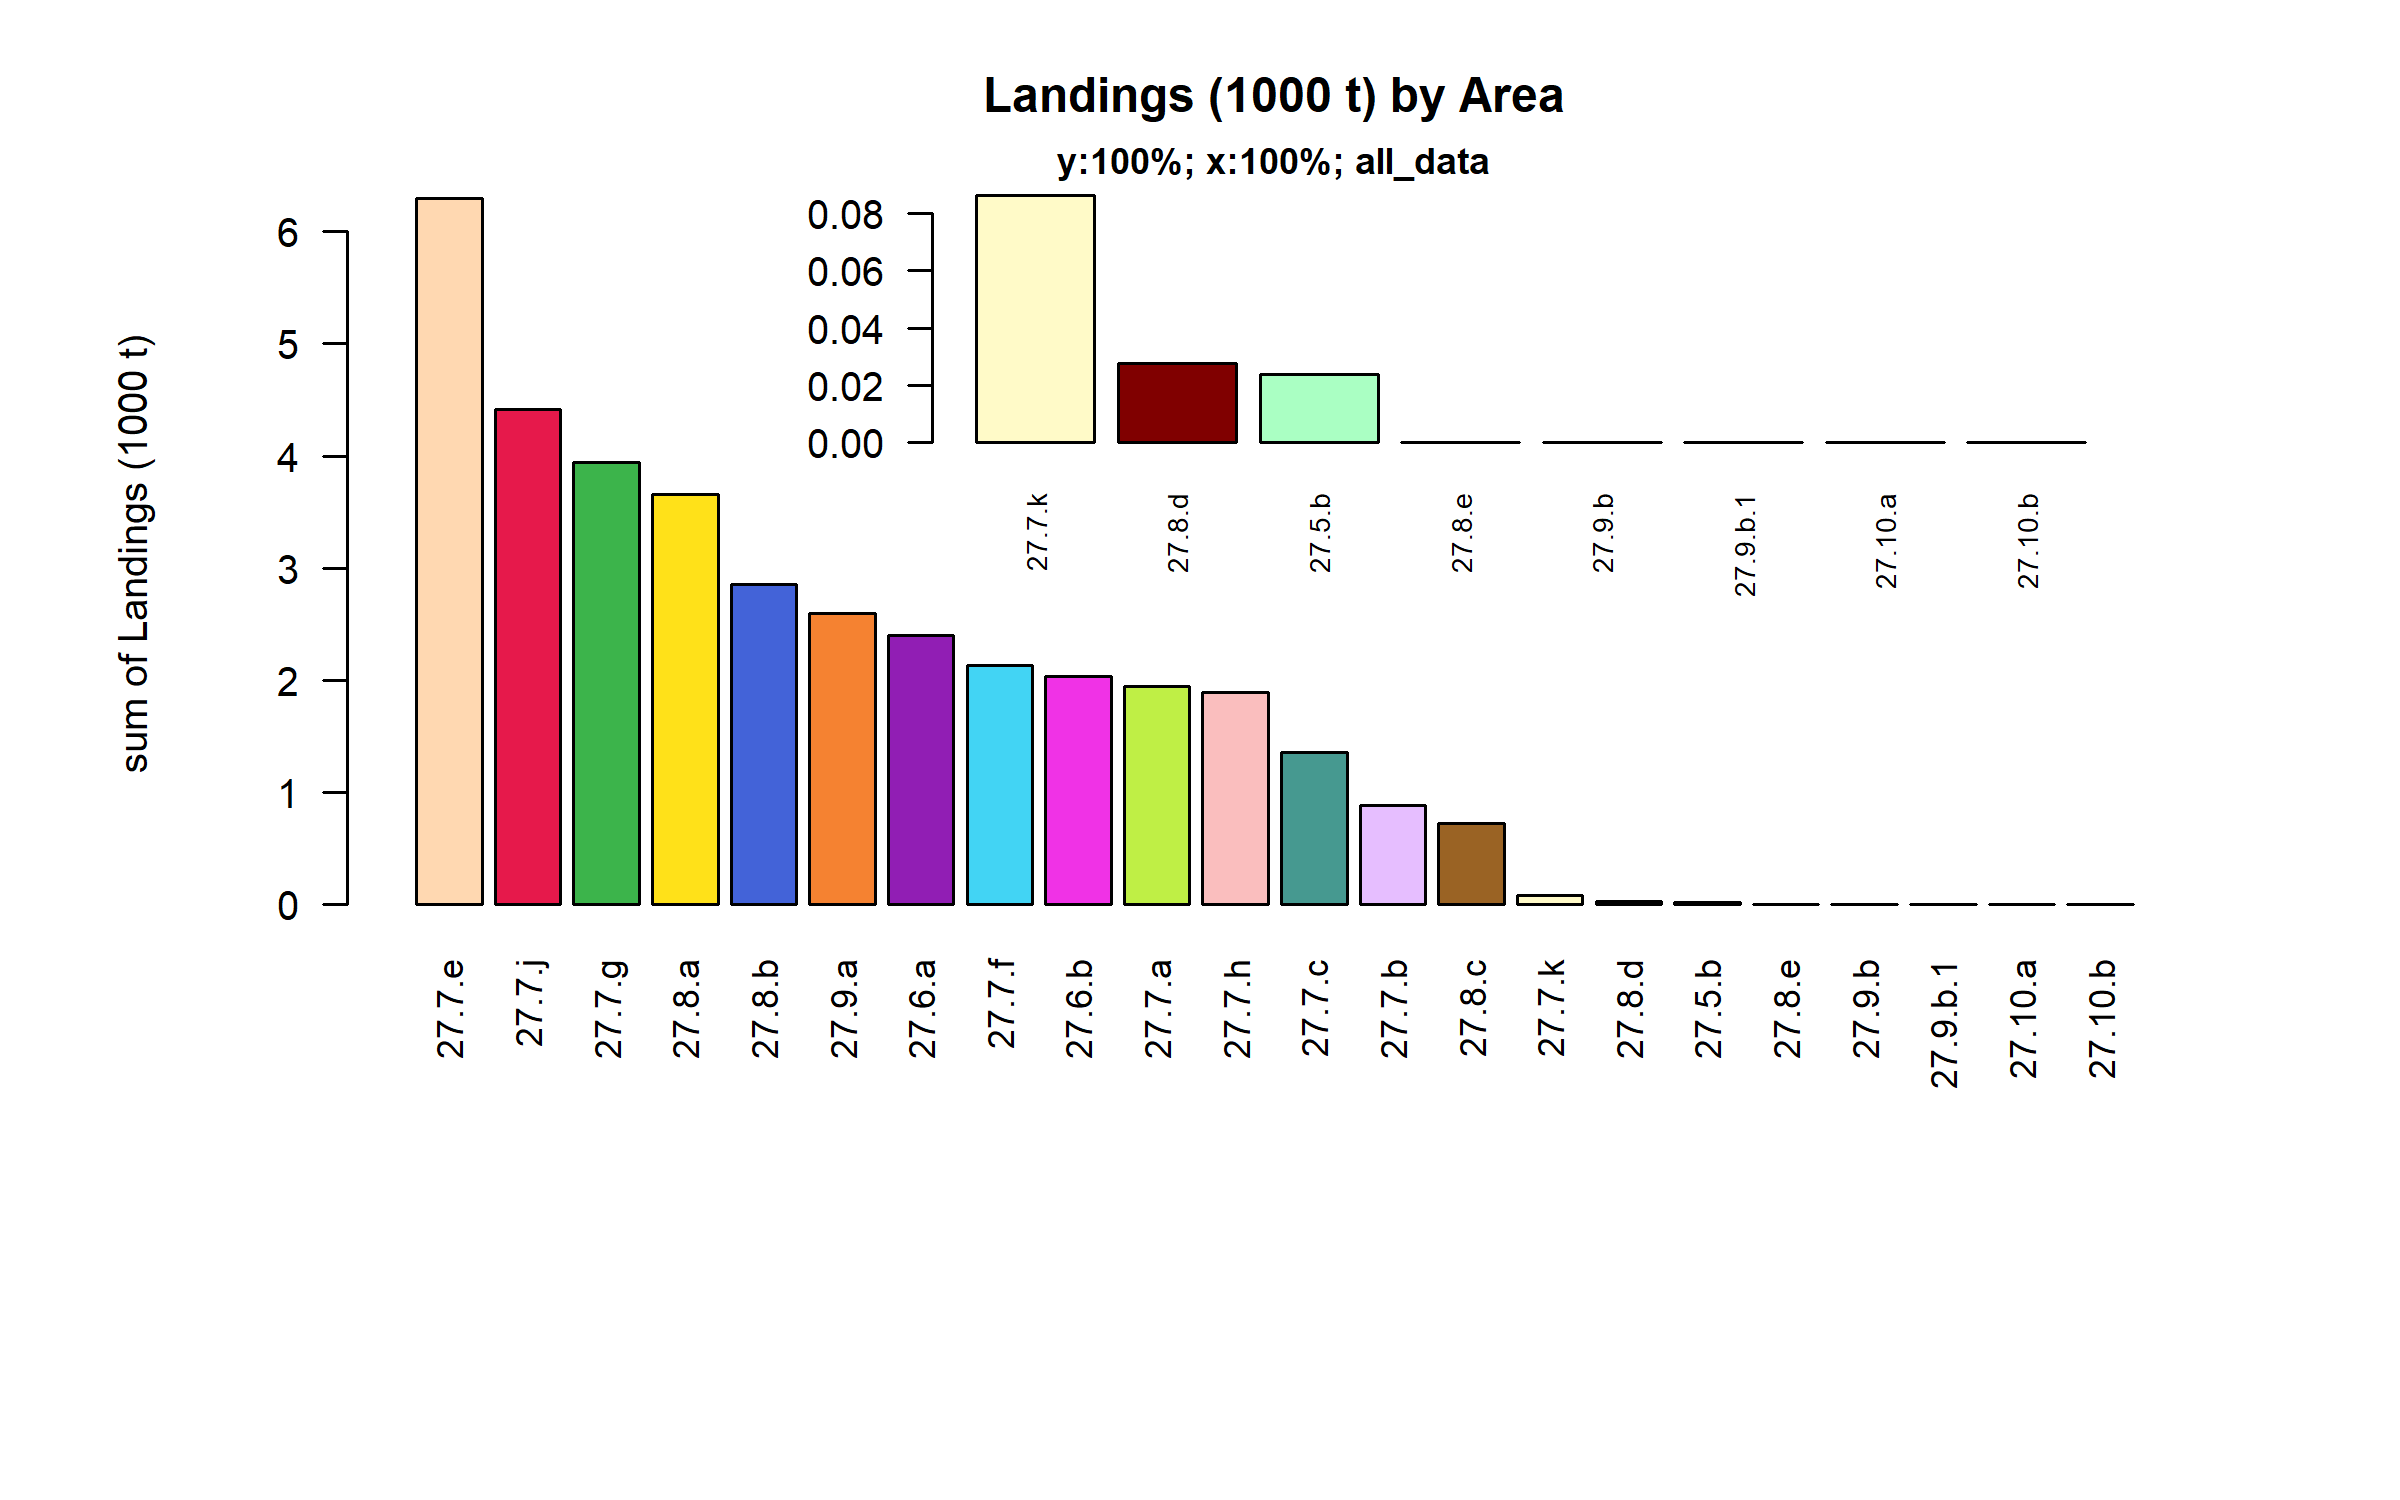 Landings (1000 t) by Area
y:100%; x:100%; all_data
sum of Landings (1000 t)
6
5
4
3
2
1
0
0.08
0.06
0.04
0.02
0.00
27.7.k
27.8.d
27.5.b
27.8.e
27.9.b
27.9.b.1
27.10.a
27.10.b
27.7.e
27.7.j
27.7.g
27.8.a
27.8.b
27.9.a
27.6.a
27.7.f
27.6.b
27.7.a
27.7.h
27.7.c
27.7.b
27.8.c
27.7.k
27.8.d
27.5.b
27.8.e
27.9.b
27.9.b.1
27.10.a
27.10.b